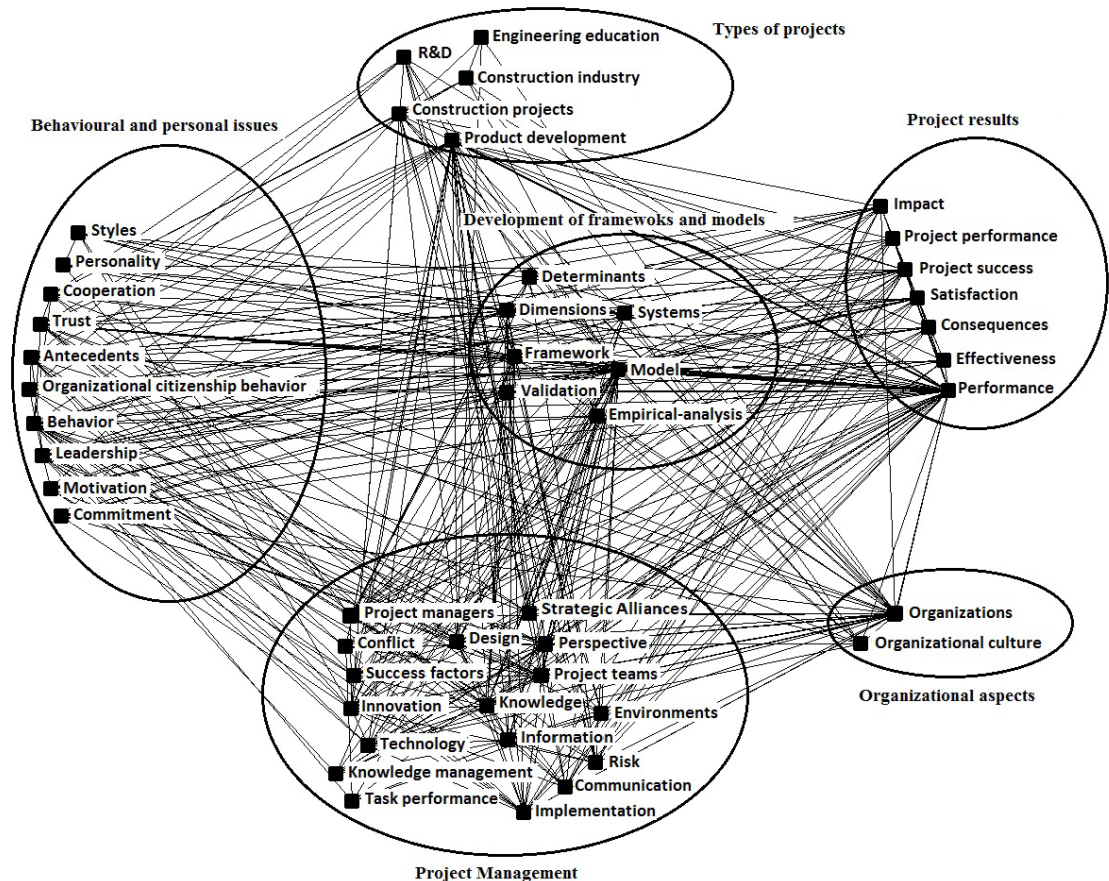 Types of projects
Engineering education
R&D
Construction industry
Construction projects
Product development
Behavioural and personal issues
Styles
Personality
Cooperation
Trust
Antecedents
Organizational citizenship behavior
Behavior
Leadership
Motivation
Commitment
Development of framewoks and models
Determinants
Dimensions
Systems
Framework
Model
Validation
Empirical-analysis
Project results
Impact
Project performance
Project success
Satisfaction
Consequences
Effectiveness
Performance
Project managers
Strategic Alliances
Conflict
Design
Perspective
Success factors
Project teams
Innovation
Knowledge
Environments
Technology
Information
Risk
Knowledge management
Communication
Task performance
Implementation
Project Management
Organizations
Organizational culture
Organizational aspects